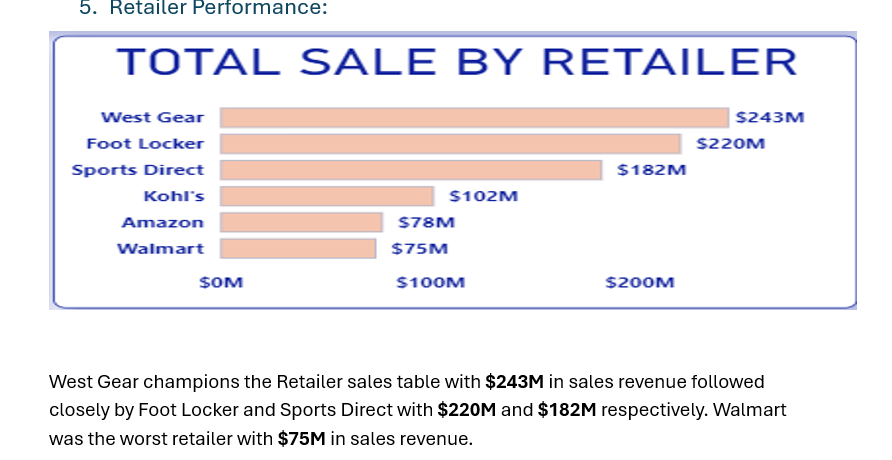 5. Retailer Performance:
TOTAL SALE BY RETAILER
West Gear $243M
Foot Locker $220M
Sports Direct $182M
Kohl's $102M
Amazon $78M
Walmart $75M
$0M $100M $200M
West Gear champions the Retailer sales table with $243M in sales revenue followed
closely by Foot Locker and Sports Direct with $220M and $182M respectively. Walmart
was the worst retailer with $75M in sales revenue.